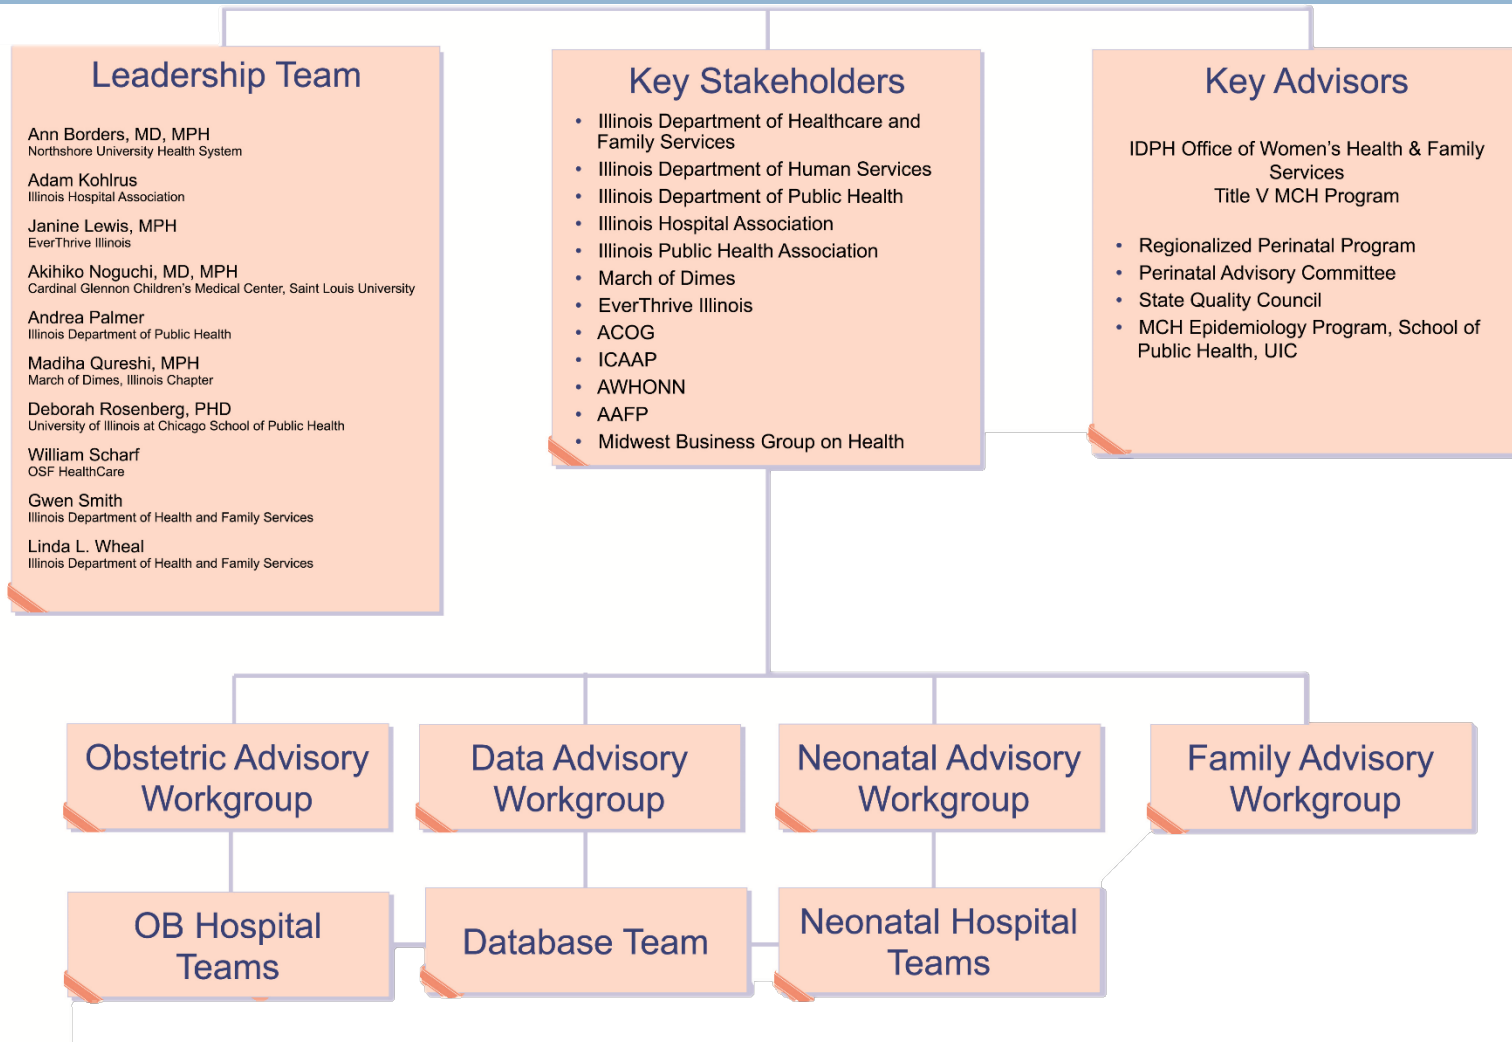 Leadership Team
Ann Borders, MD, MPH
Northshore University Health System
Adam Kohlrus
Illinois Hospital Association
Janine Lewis, MPH
EverThrive Illinois
Akihiko Noguchi, MD, MPH
Cardinal Glennon Children's Medical Center, Saint Louis University
Andrea Palmer
Illinois Department of Public Health
Madiha Qureshi, MPH
March of Dimes, Illinois Chapter
Deborah Rosenberg, PHD
University of Illinois at Chicago School of Public Health
William Scharf
OSF HealthCare
Gwen Smith
Illinois Department of Health and Family Services
Linda L. Wheal
Illinois Department of Health and Family Services
Key Stakeholders
• Illinois Department of Healthcare and
Family Services
• Illinois Department of Human Services
• Illinois Department of Public Health
• Illinois Hospital Association
• Illinois Public Health Association
• March of Dimes
• EverThrive Illinois
• ACOG
• ICAAP
• AWHONN
• AAFP
• Midwest Business Group on Health
Key Advisors
IDPH Office of Women's Health & Family
Services
Title V MCH Program
• Regionalized Perinatal Program
• Perinatal Advisory Committee
• State Quality Council
• MCH Epidemiology Program, School of
Public Health, UIC
Obstetric Advisory
Workgroup
Data Advisory
Workgroup
Neonatal Advisory
Workgroup
Family Advisory
Workgroup
OB Hospital
Teams
Database Team
Neonatal Hospital
Teams